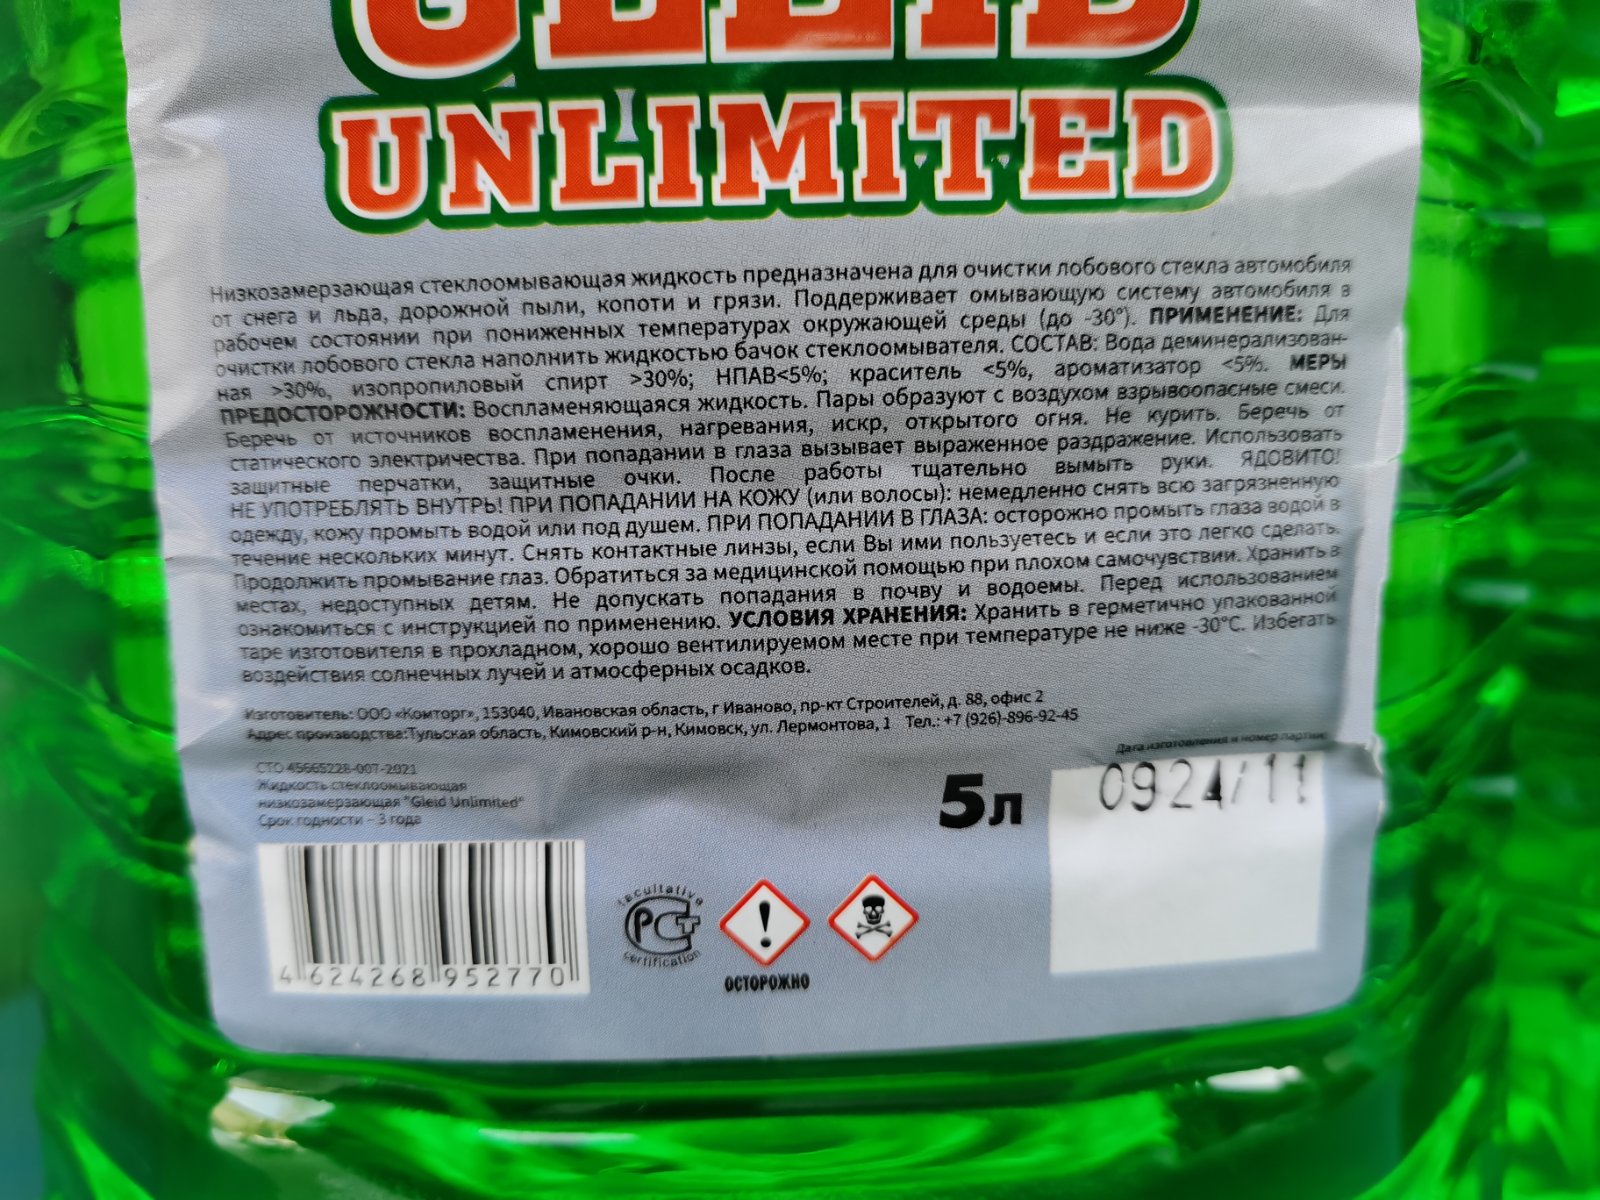 GLEID
UNLIMITED
Низкозамерзающая стеклоомывающая жидкость предназначена для очистки лобового стекла автомобиля
от снега и льда, дорожной пыли, копоти и грязи. Поддерживает омывающую систему автомобиля в
рабочем состоянии при пониженных температурах окружающей среды (до -30°). ПРИМЕНЕНИЕ: Для
очистки лобового стекла наполнить жидкостью бачок стеклоомывателя. СОСТАВ: Вода деминерализован-
ная >30%, изопропиловый спирт >30%; НПАВ<5%; краситель <5%, ароматизатор <5%. МЕРЫ
ПРЕДОСТОРОЖНОСТИ: Воспламеняющаяся жидкость. Пары образуют с воздухом взрывоопасные смеси.
Беречь от источников воспламенения, нагревания, искр, открытого огня. Не курить. Беречь от
статического электричества. При попадании в глаза вызывает выраженное раздражение. Использовать
защитные перчатки, защитные очки. После работы тщательно вымыть руки. ЯДОВИТО!
НЕ УПОТРЕБЛЯТЬ ВНУТРЬ! ПРИ ПОПАДАНИИ НА КОЖУ (или волосы): немедленно снять всю загрязненную
одежду, кожу промыть водой или под душем. ПРИ ПОПАДАНИИ В ГЛАЗА: осторожно промыть глаза водой в
течение нескольких минут. Снять контактные линзы, если Вы ими пользуетесь и если это легко сделать.
Продолжить промывание глаз. Обратиться за медицинской помощью при плохом самочувствии. Хранить в
местах, недоступных детям. Не допускать попадания в почву и водоемы. Перед использованием
ознакомиться с инструкцией по применению. УСЛОВИЯ ХРАНЕНИЯ: Хранить в герметично упакованной
таре изготовителя в прохладном, хорошо вентилируемом месте при температуре не ниже -30°С. Избегать
воздействия солнечных лучей и атмосферных осадков.
Изготовитель: ООО «Комторг», 153040, Ивановская область, г Иваново, пр-кт Строителей, д. 88, офис 2
Адрес производства:Тульская область, Кимовский р-н, Кимовск, ул. Лермонтова, 1 Тел.: +7 (926)-896-92-45
Дата изготовления и номер партии:
СТО 45665228-007-2021
Жидкость стеклоомывающая
низкозамерзающая "Gleid Unlimited"
Срок годности – 3 года
5л
0924/11
4 624268 952770
facultative
РСТ
certification
ОСТОРОЖНО